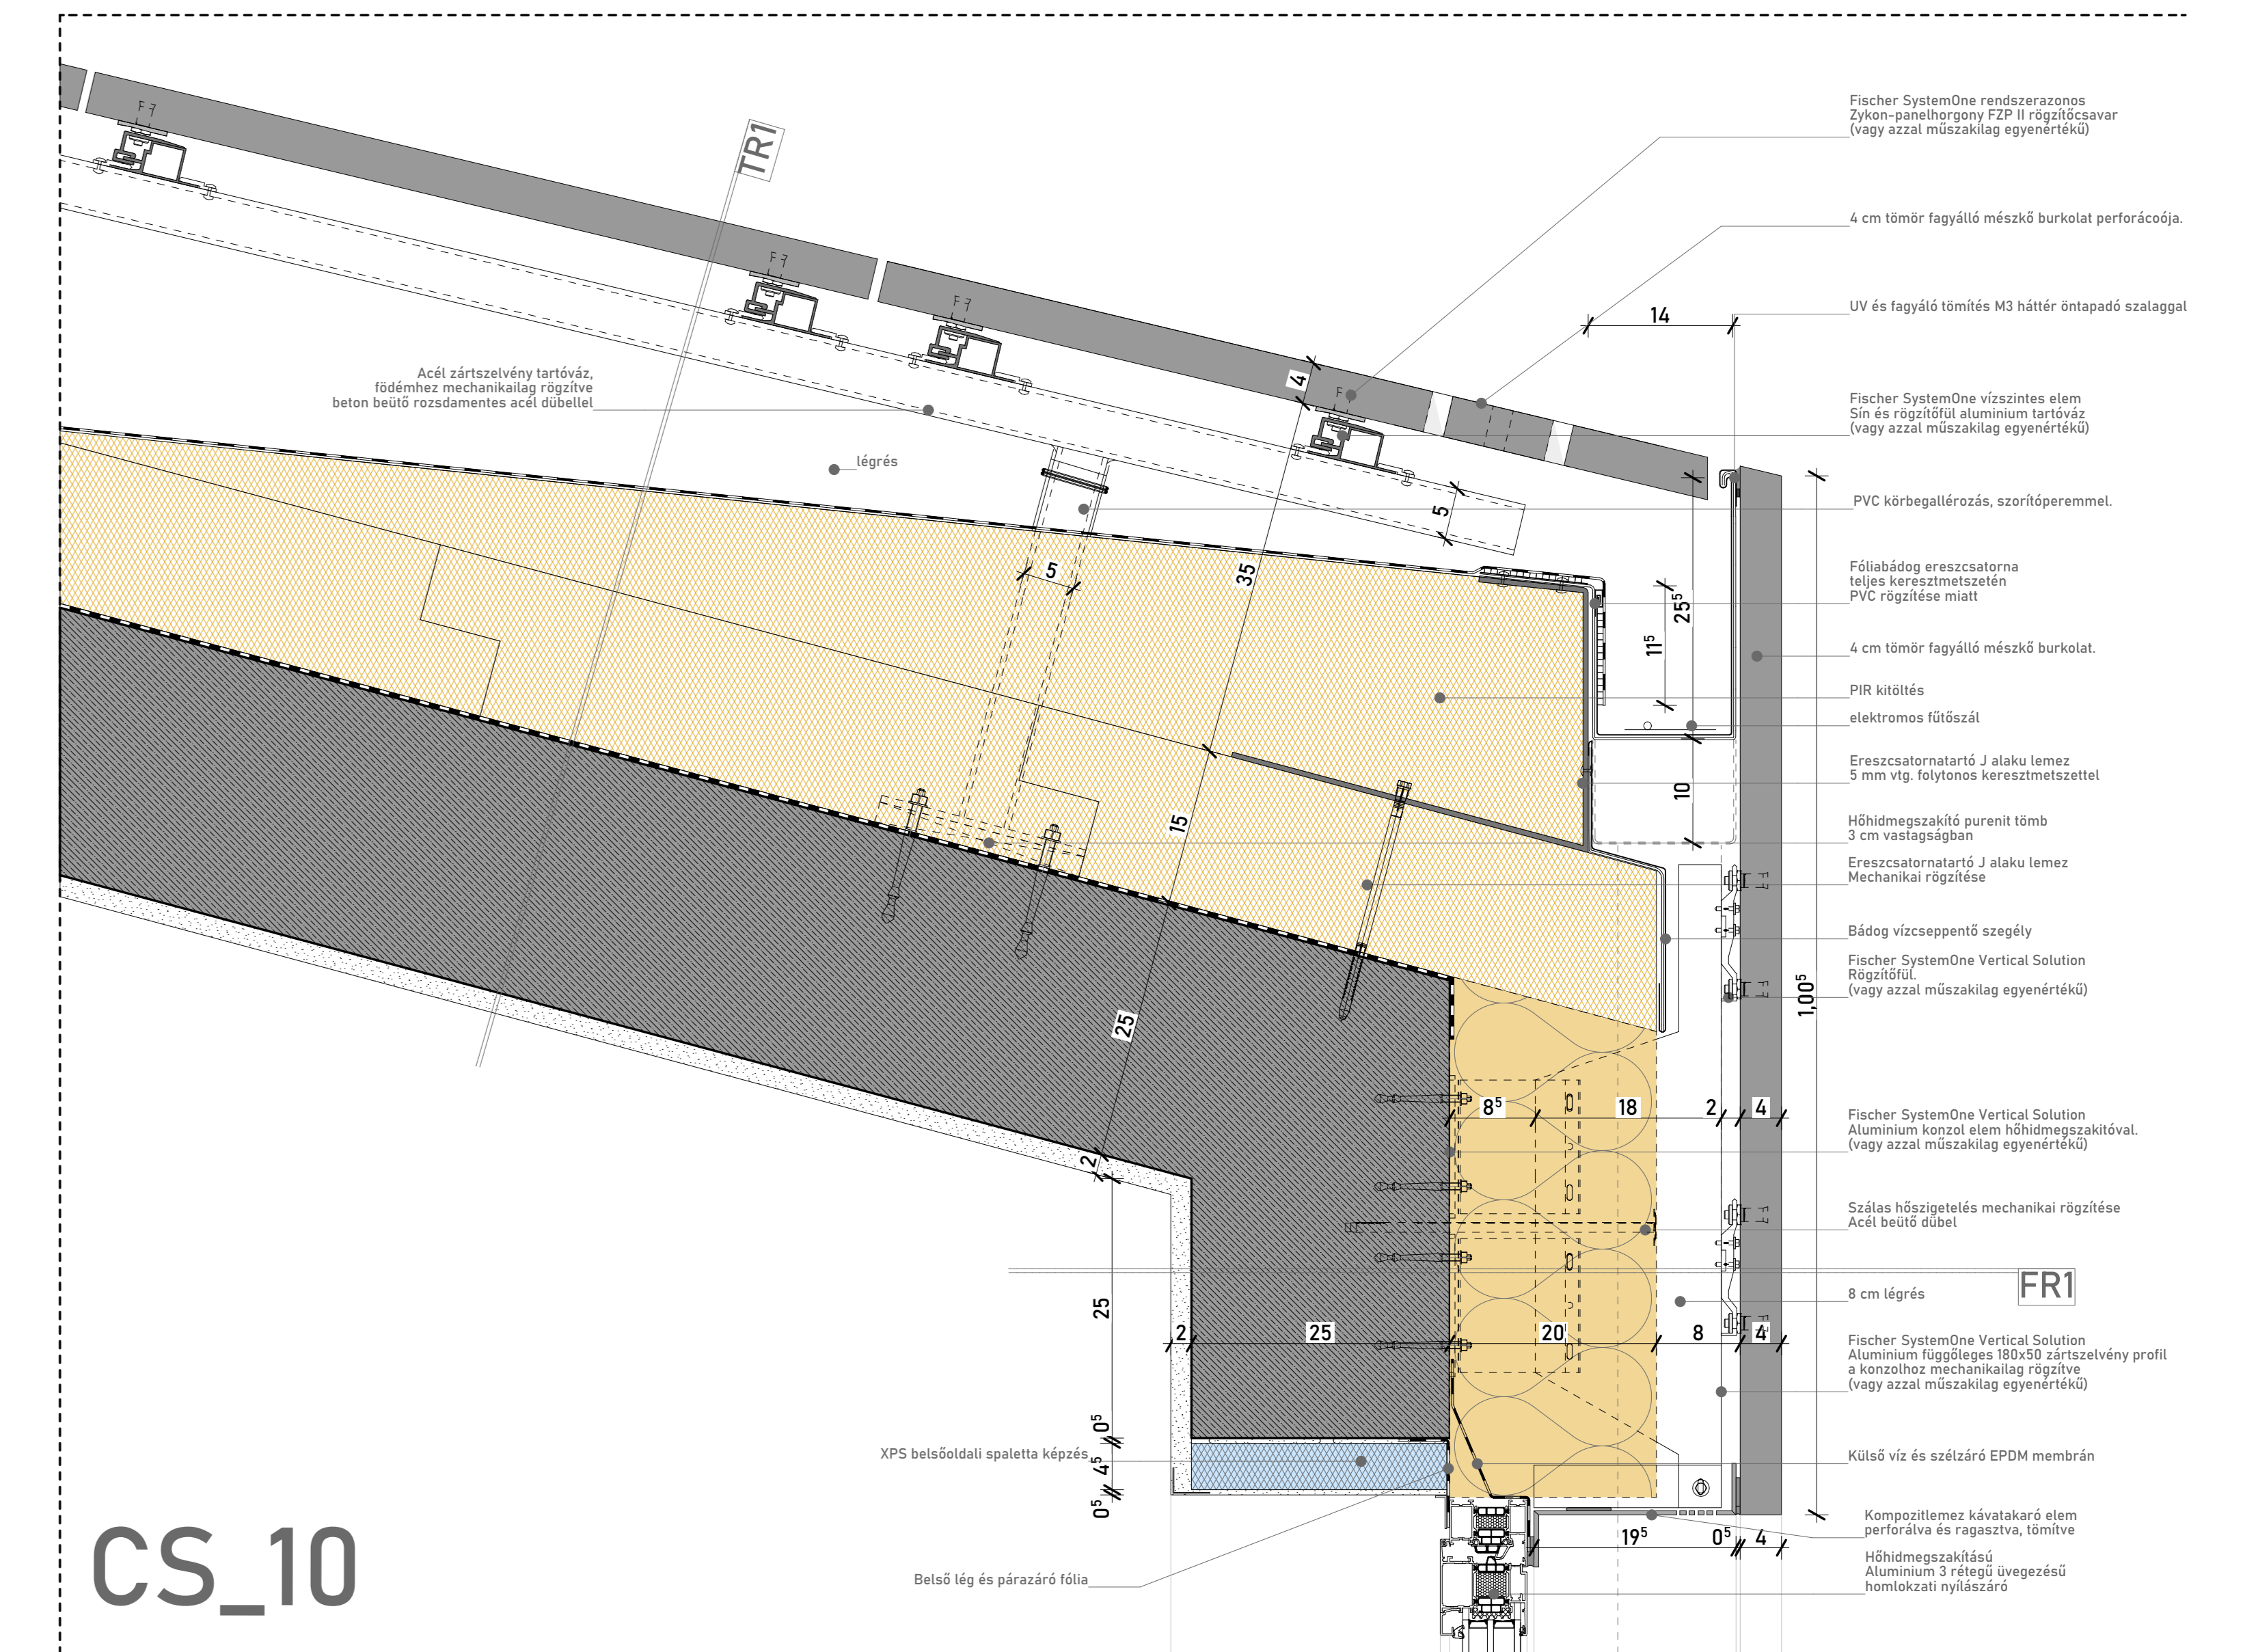 Fischer SystemOne rendszerazonos
Zykon-panelhorgony FZP II rögzítőcsavar
(vagy azzal műszakilag egyenértékű)
TR1
4 cm tömör fagyálló mészkő burkolat perforácoója.
UV és fagyáló tömítés M3 háttér öntapadó szalaggal
14
Acél zártszelvény tartóváz,
födémhez mechanikailag rögzítve
beton beütő rozsdamentes acél dübellel
4
Fischer SystemOne vízszintes elem
Sín és rögzítőfül aluminium tartóváz
(vagy azzal műszakilag egyenértékű)
légrés
PVC körbegallérozás, szorítóperemmel.
5
5
35
Fóliabádog ereszcsatorna
teljes keresztmetszetén
PVC rögzítése miatt
25⁵
11⁵
4 cm tömör fagyálló mészkő burkolat.
PIR kitöltés
elektromos fűtőszál
Ereszcsatornatartó J alaku lemez
5 mm vtg. folytonos keresztmetszettel
10
15
Hőhidmegszakító purenit tömb
3 cm vastagságban
Ereszcsatornatartó J alaku lemez
Mechanikai rögzítése
Bádog vízcseppentő szegély
Fischer SystemOne Vertical Solution
Rögzítőfül.
(vagy azzal műszakilag egyenértékű)
1,00⁵
25
8⁵ 18 2 4
Fischer SystemOne Vertical Solution
Aluminium konzol elem hőhidmegszakitóval.
(vagy azzal műszakilag egyenértékű)
2
Szálas hőszigetelés mechanikai rögzítése
Acél beütő dűbel
FR1
8 cm légrés
25
2 25 20 8 4
Fischer SystemOne Vertical Solution
Aluminium függőleges 180x50 zártszelvény profil
a konzolhoz mechanikailag rögzítve
(vagy azzal műszakilag egyenértékű)
0⁵
XPS belsőoldali spaletta képzés
4⁵
Külső víz és szélzáró EPDM membrán
0⁵
Kompozitlemez kávatakaró elem
perforálva és ragasztva, tömítve
19⁵ 0⁵ 4
Hőhidmegszakítású
Aluminium 3 rétegű üvegezésű
homlokzati nyílászáró
Belső lég és párazáró fólia
CS_10